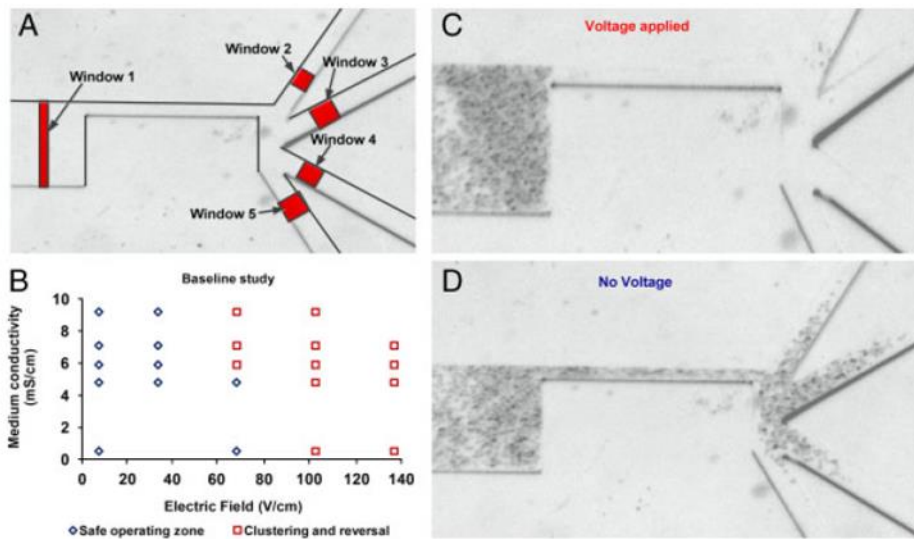 A
Window 1
Window 2
Window 3
Window 4
Window 5
B
Baseline study
Medium conductivity
(mS/cm)
10
8
6
4
2
0
0
20
40
60
80
100
120
140
Electric Field (V/cm)
Safe operating zone
Clustering and reversal
C
Voltage applied
D
No Voltage